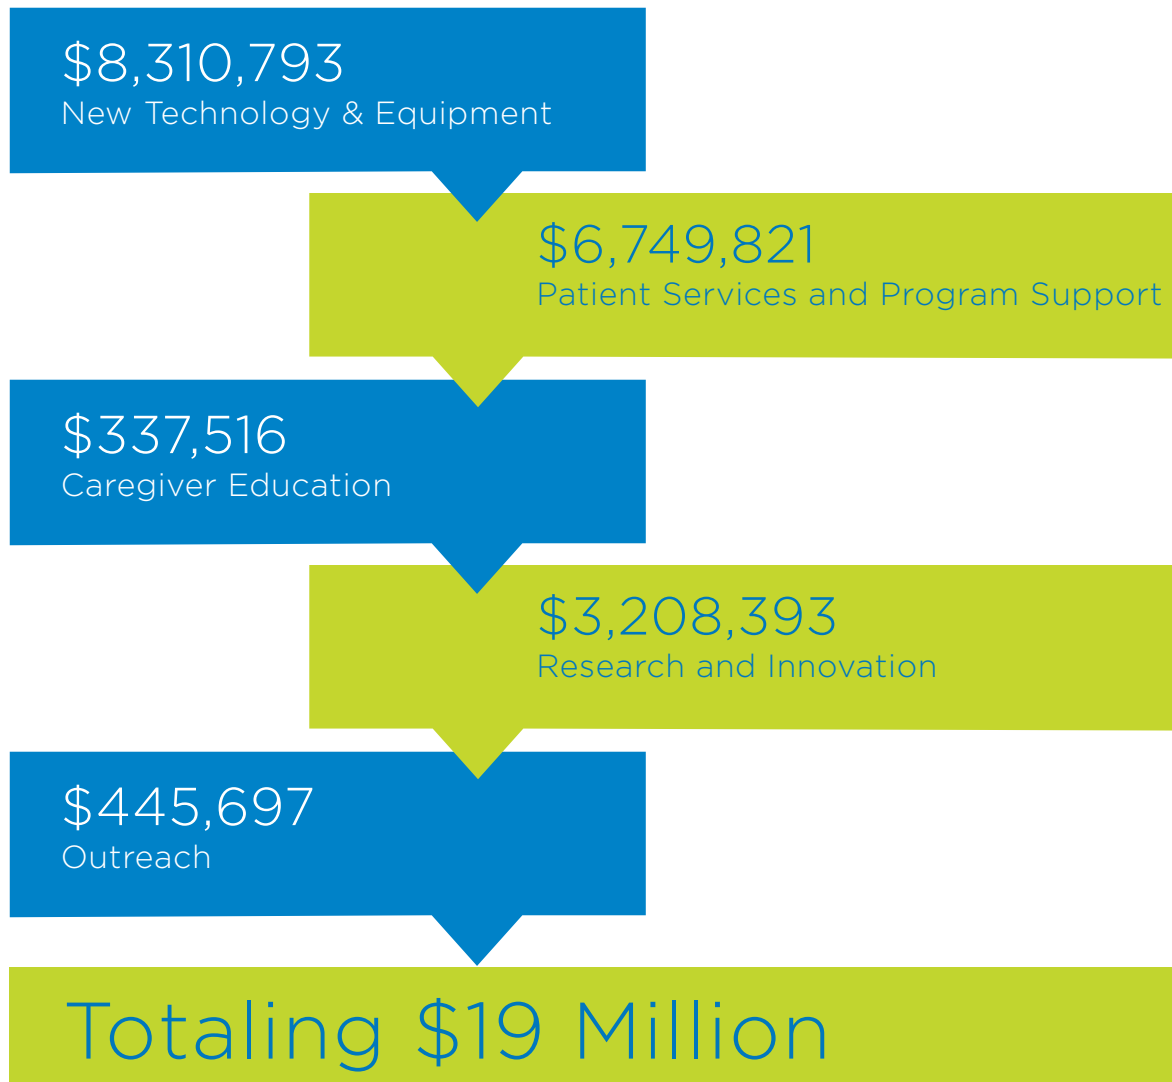 $8,310,793
New Technology & Equipment
$6,749,821
Patient Services and Program Support
$337,516
Caregiver Education
$3,208,393
Research and Innovation
$445,697
Outreach
Totaling $19 Million